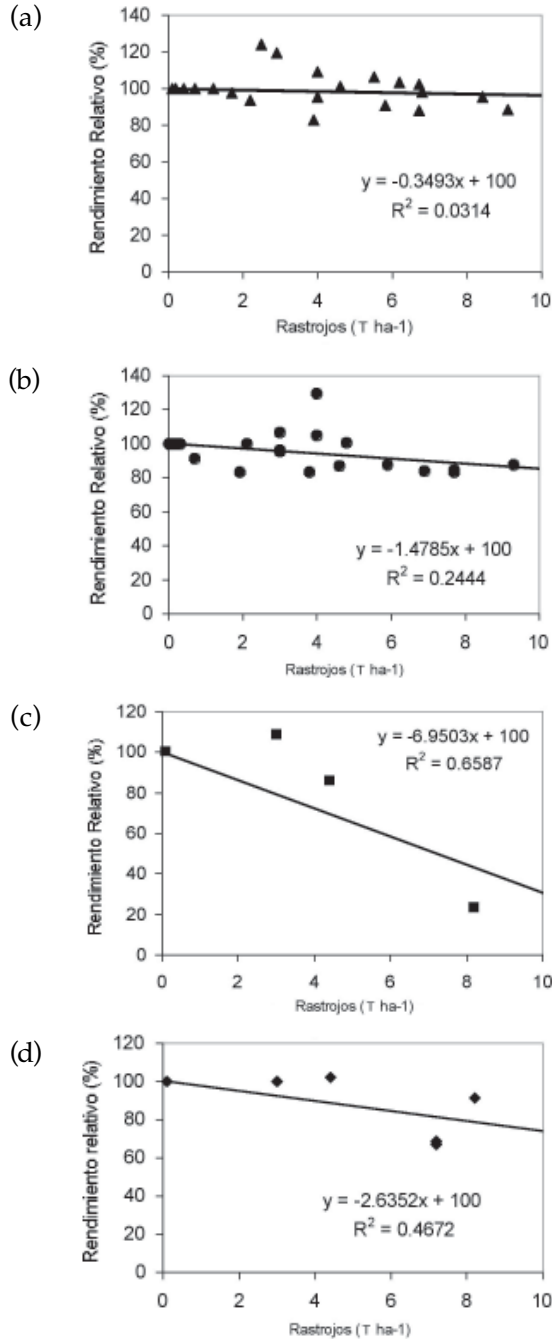 (a)
Rendimiento Relativo (%)
140
120
100
80
60
40
20
0
y = -0.3493x + 100
R² = 0.0314
0 2 4 6 8 10
Rastrojos (T ha-1)
(b)
Rendimiento Relativo (%)
140
120
100
80
60
40
20
0
y = -1.4785x + 100
R² = 0.2444
0 2 4 6 8 10
Rastrojos (T ha-1)
(c)
Rendimiento Relativo (%)
120
100
80
60
40
20
0
y = -6.9503x + 100
R² = 0.6587
0 2 4 6 8 10
Rastrojos (T ha-1)
(d)
Rendimiento relativo (%)
120
100
80
60
40
20
0
y = -2.6352x + 100
R² = 0.4672
0 2 4 6 8 10
Rastrojos (T ha-1)